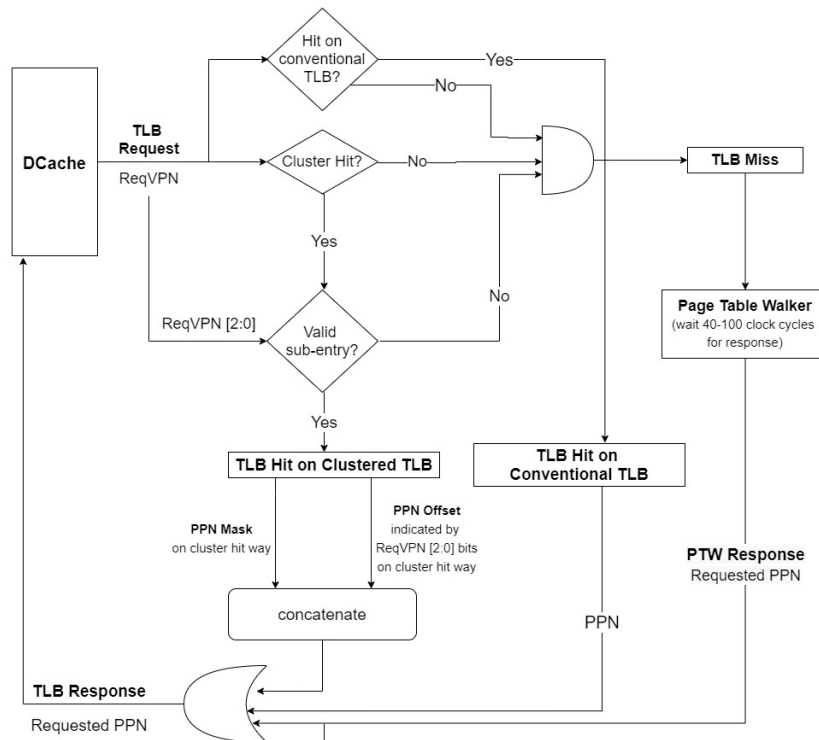 Hit on
conventional
TLB?
Yes
No
TLB
Request
DCache
ReqVPN
Cluster Hit?
No
TLB Miss
Yes
No
ReqVPN [2:0]
Valid
sub-entry?
Page Table Walker
(wait 40-100 clock cycles
for response)
Yes
TLB Hit on Clustered TLB
TLB Hit on
Conventional TLB
PPN Mask
on cluster hit way
PPN Offset
indicated by
ReqVPN [2:0] bits
on cluster hit way
PTW Response
Requested PPN
concatenate
PPN
TLB Response
Requested PPN